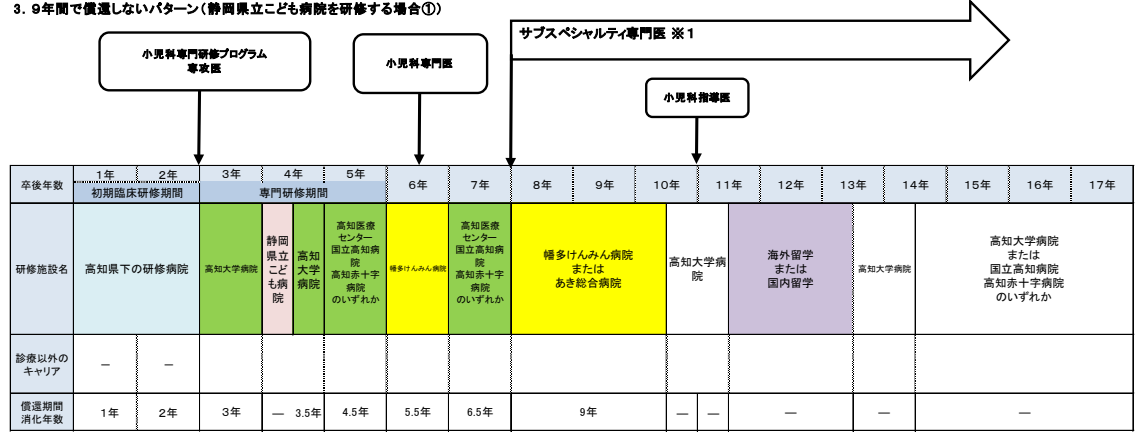 3．9年間で償還しないパターン（静岡県立こども病院を研修する場合①）
サブスペシャルティ専門医 ※１
小児科専門研修プログラム
専攻医
小児科専門医
小児科指導医
卒後年数
1年
2年
3年
4年
5年
6年
7年
8年
9年
10年
11年
12年
13年
14年
15年
16年
17年
初期臨床研修期間
専門研修期間
研修施設名
高知県下の研修病院
高知大学病院
静岡
県立
こど
も病
院
高知
大学
病院
高知医療
センター
国立高知病
院
高知赤十字
病院
のいずれか
幡多けんみん病院
高知医療
センター
国立高知病
院
高知赤十字
病院
のいずれか
幡多けんみん病院
または
あき総合病院
高知大学病
院
海外留学
または
国内留学
高知大学病院
高知大学病院
または
国立高知病院
高知赤十字病院
のいずれか
診療以外の
キャリア
―
―
償還期間
消化年数
1年
2年
3年
―
3.5年
4.5年
5.5年
6.5年
9年
―
―
―
―
―